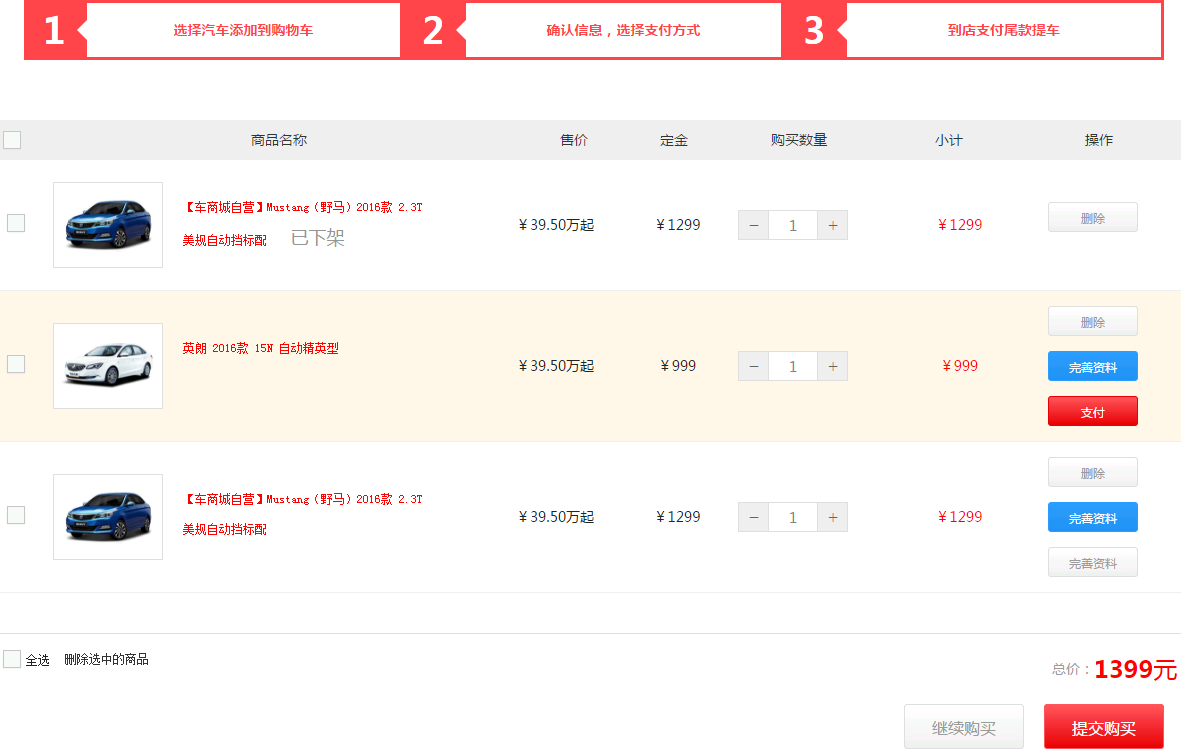 1 选择汽车添加到购物车 2 确认信息，选择支付方式 3 到店支付尾款提车
商品名称 售价 定金 购买数量 小计 操作
【车商城自营】Mustang（野马）2016款 2.3T
美规自动挡标配 已下架
¥39.50万起 ¥1299 − 1 + ¥1299 删除
英朗 2016款 15N 自动精英型
¥39.50万起 ¥999 − 1 + ¥999
删除
完善资料
支付
【车商城自营】Mustang（野马）2016款 2.3T
美规自动挡标配
¥39.50万起 ¥1299 − 1 + ¥1299
删除
完善资料
完善资料
全选 删除选中的商品
总价：1399元
继续购买 提交购买